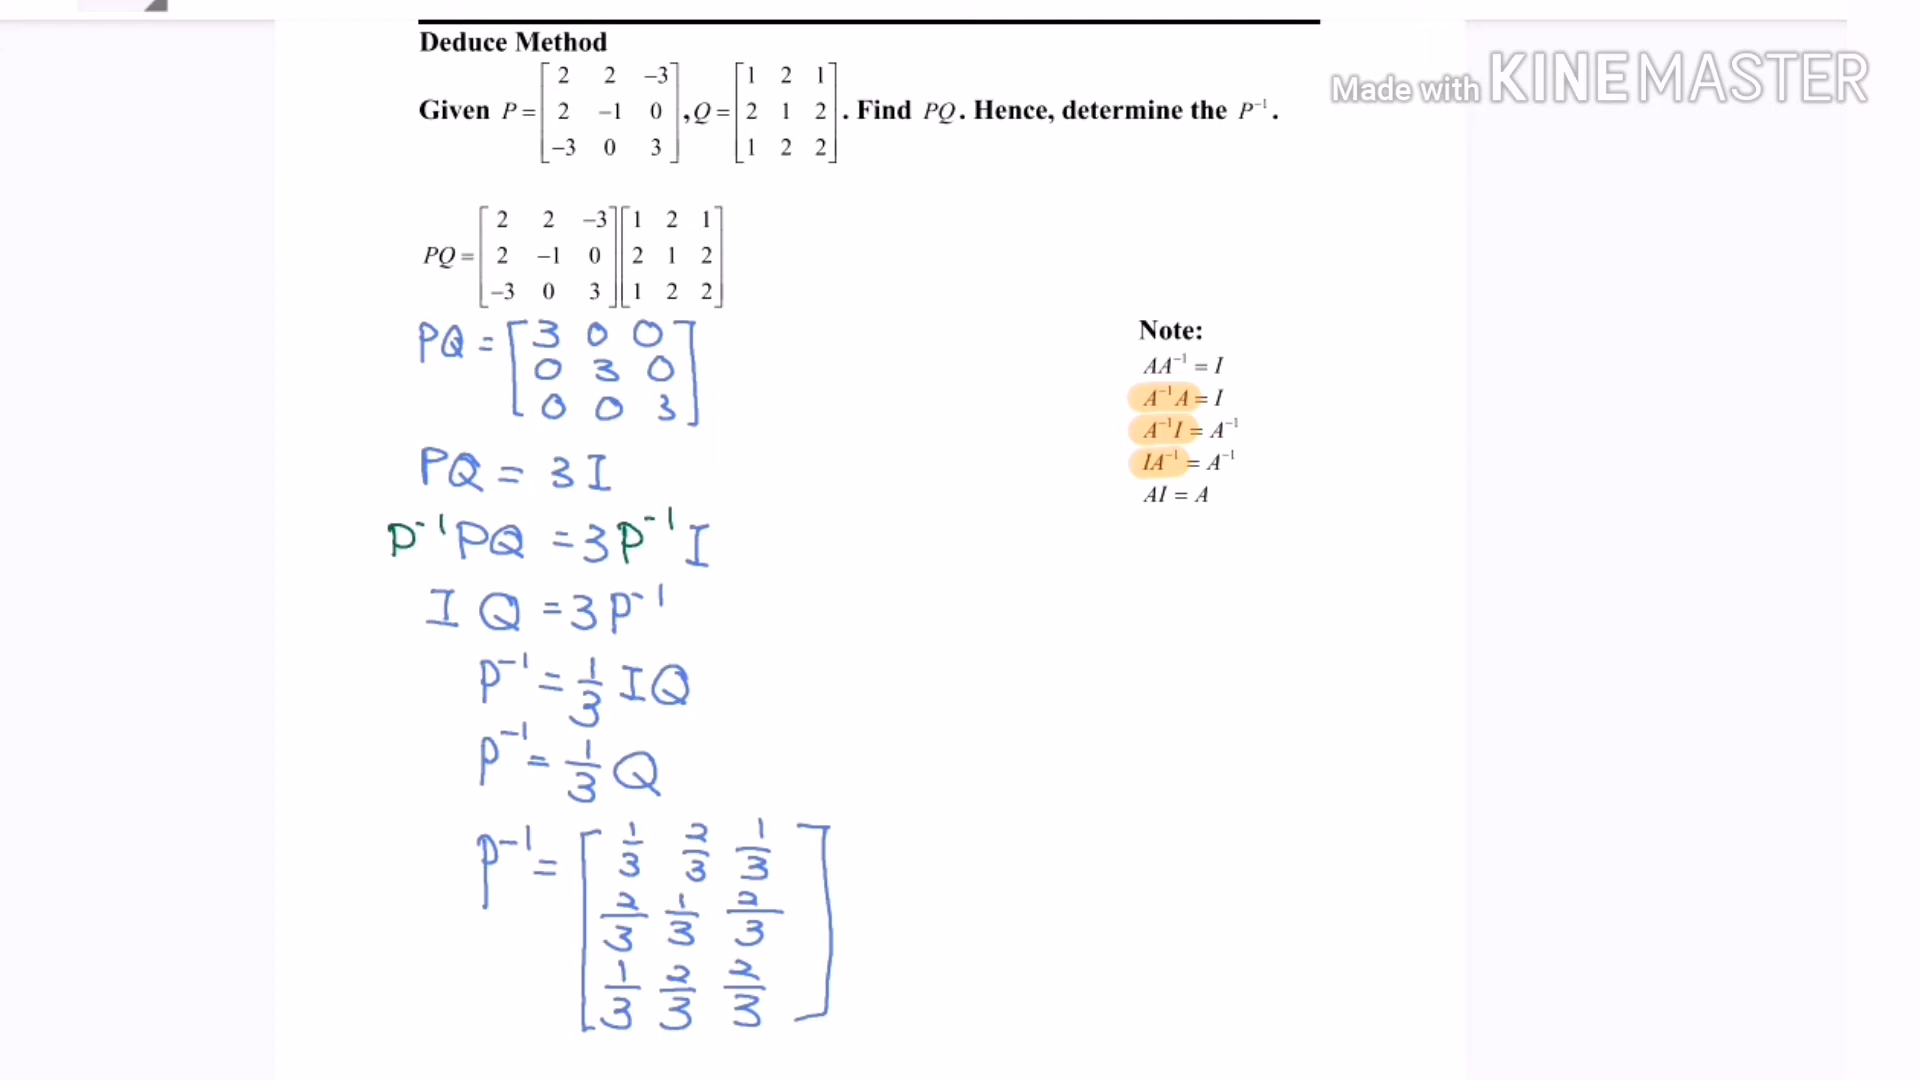 Made with KINEMASTER
Deduce Method
Given P = [2 2 −3; 2 −1 0; −3 0 3], Q = [1 2 1; 2 1 2; 1 2 2]. Find PQ. Hence, determine the P⁻¹.
PQ = [2 2 −3; 2 −1 0; −3 0 3] [1 2 1; 2 1 2; 1 2 2]
PQ = [3 0 0; 0 3 0; 0 0 3]
PQ = 3I
P⁻¹PQ = 3P⁻¹I
IQ = 3P⁻¹
P⁻¹ = 1/3 IQ
P⁻¹ = 1/3 Q
P⁻¹ = [1/3 2/3 1/3; 2/3 1/3 2/3; 1/3 2/3 2/3]
Note:
AA⁻¹ = I
A⁻¹A = I
A⁻¹I = A⁻¹
IA⁻¹ = A⁻¹
AI = A